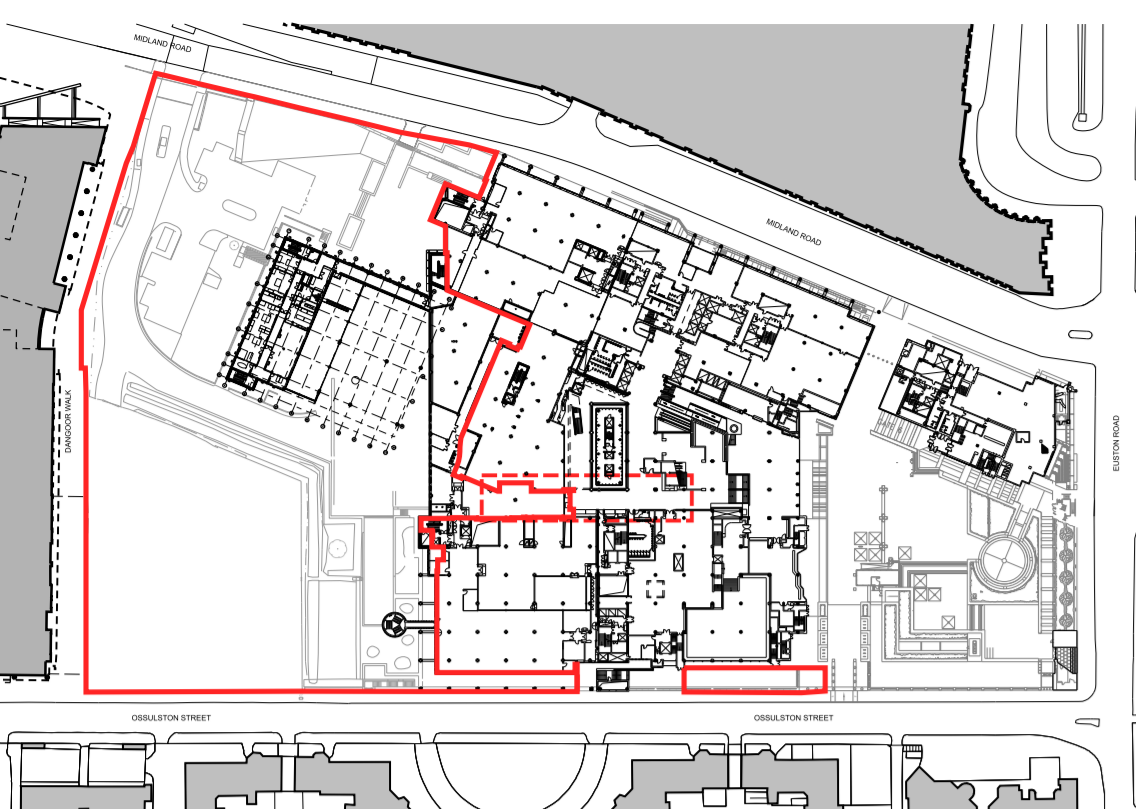 MIDLAND ROAD
MIDLAND ROAD
DANGOOR WALK
EUSTON ROAD
OSSULSTON STREET
OSSULSTON STREET